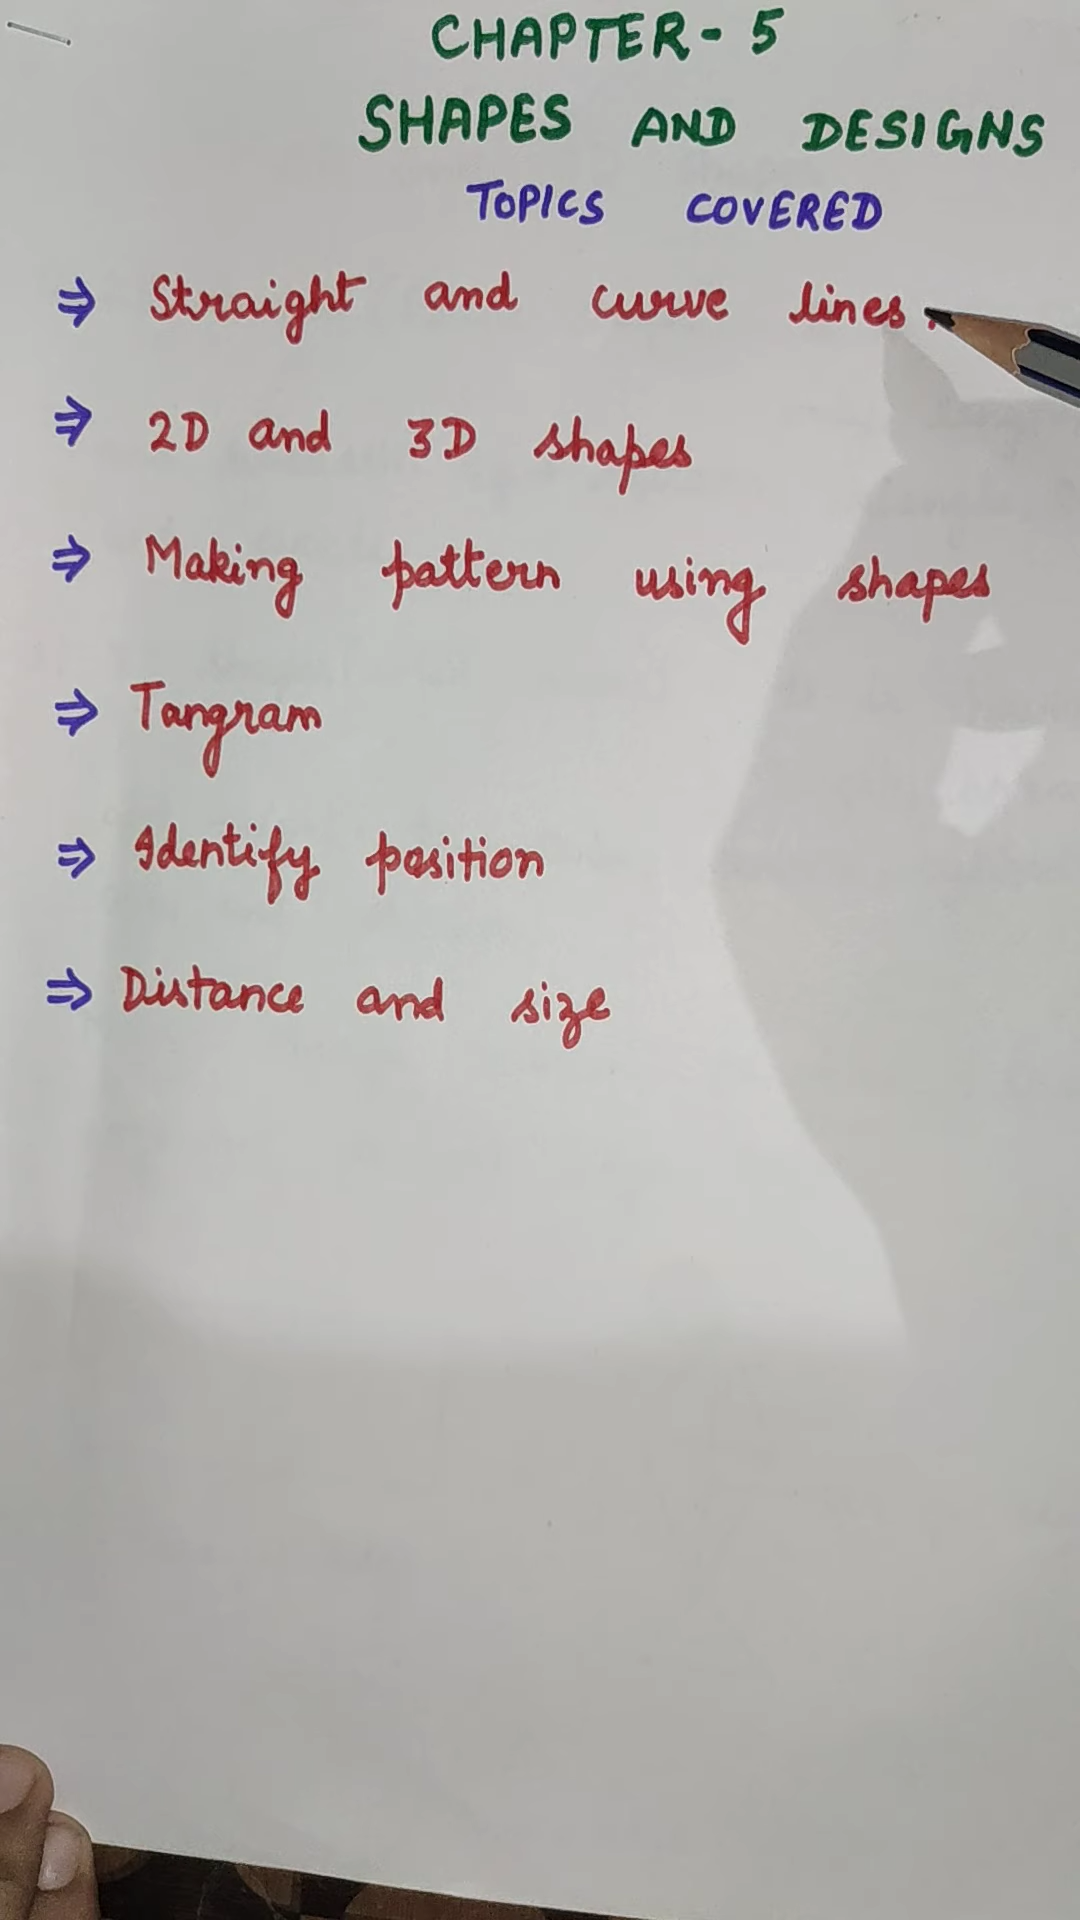 CHAPTER - 5
SHAPES AND DESIGNS
TOPICS COVERED
⇒ Straight and curve lines.
⇒ 2D and 3D shapes
⇒ Making pattern using shapes
⇒ Tangram
⇒ Identify position
⇒ Distance and size